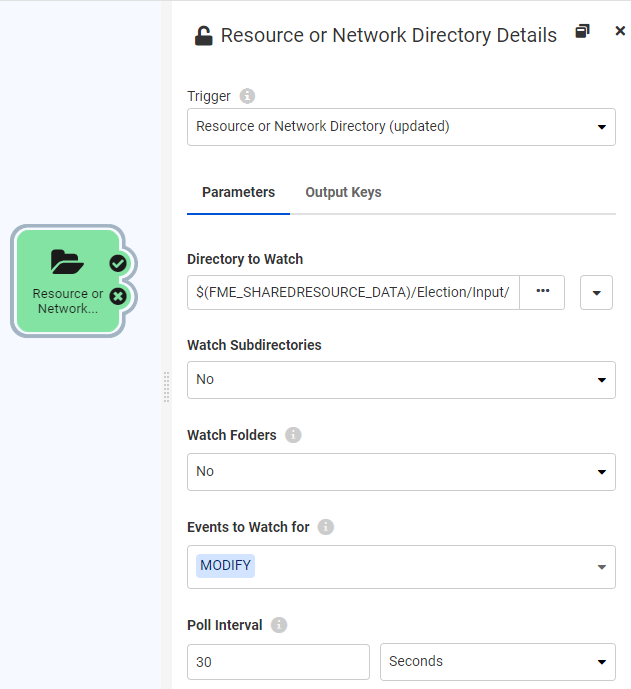 Resource or Network Directory Details
Trigger
Resource or Network Directory (updated)
Parameters Output Keys
Resource or
Network...
Directory to Watch
$(FME_SHAREDRESOURCE_DATA)/Election/Input/
Watch Subdirectories
No
Watch Folders
No
Events to Watch for
MODIFY
Poll Interval
30 Seconds